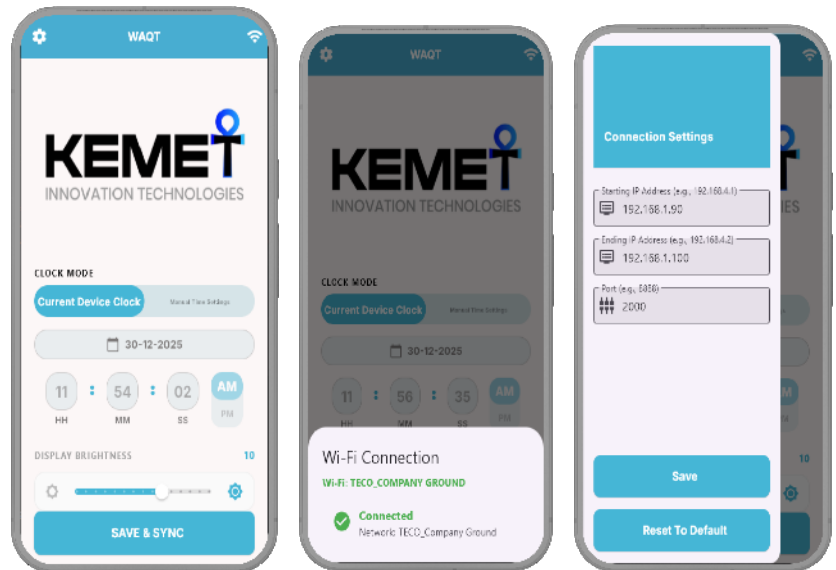 WAQT
KEMET
INNOVATION TECHNOLOGIES
CLOCK MODE
Current Device Clock
Manual Time Settings
30-12-2025
11 : 54 : 02 AM
PM
HH MM SS
DISPLAY BRIGHTNESS 10
SAVE & SYNC
WAQT
KEMET
INNOVATION TECHNOLOGIES
CLOCK MODE
Current Device Clock
Manual Time Settings
30-12-2025
11 : 56 : 35 AM
PM
HH MM SS
Wi-Fi Connection
Wi-Fi: TECO_COMPANY GROUND
Connected
Network: TECO_Company Ground
Connection Settings
Starting IP Address (e.g., 192.168.4.1)
192.168.1.90
Ending IP Address (e.g., 192.168.4.2)
192.168.1.100
Port (e.g., 8080)
2000
Save
Reset To Default
IES
M
10